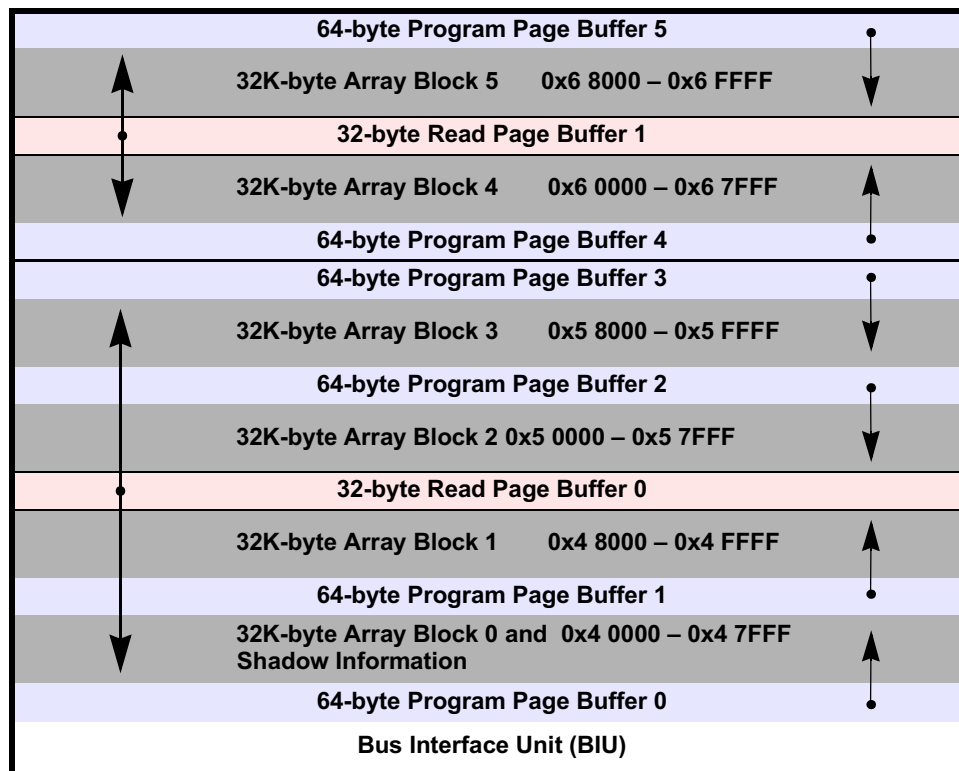 64-byte Program Page Buffer 5
32K-byte Array Block 5 0x6 8000 – 0x6 FFFF
32-byte Read Page Buffer 1
32K-byte Array Block 4 0x6 0000 – 0x6 7FFF
64-byte Program Page Buffer 4
64-byte Program Page Buffer 3
32K-byte Array Block 3 0x5 8000 – 0x5 FFFF
64-byte Program Page Buffer 2
32K-byte Array Block 2 0x5 0000 – 0x5 7FFF
32-byte Read Page Buffer 0
32K-byte Array Block 1 0x4 8000 – 0x4 FFFF
64-byte Program Page Buffer 1
32K-byte Array Block 0 and 0x4 0000 – 0x4 7FFF
Shadow Information
64-byte Program Page Buffer 0
Bus Interface Unit (BIU)